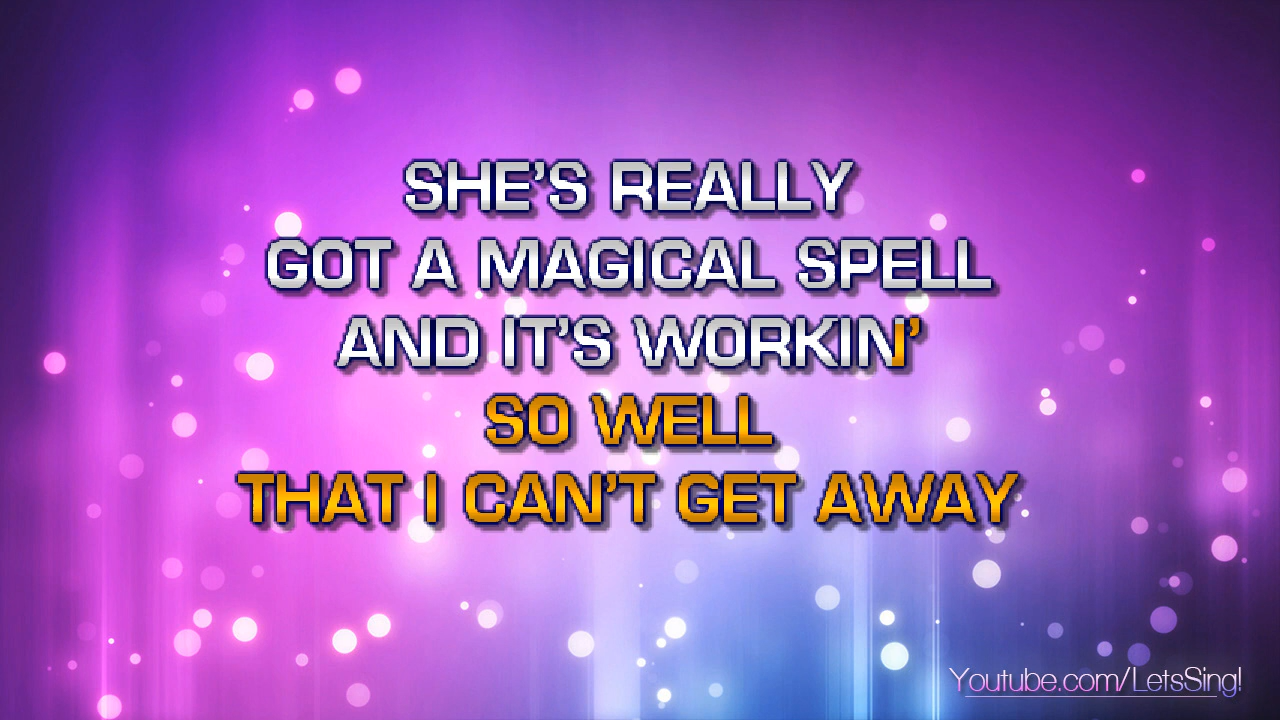 SHE'S REALLY
GOT A MAGICAL SPELL
AND IT'S WORKIN'
SO WELL
THAT I CAN'T GET AWAY
Youtube.com/LetsSing!